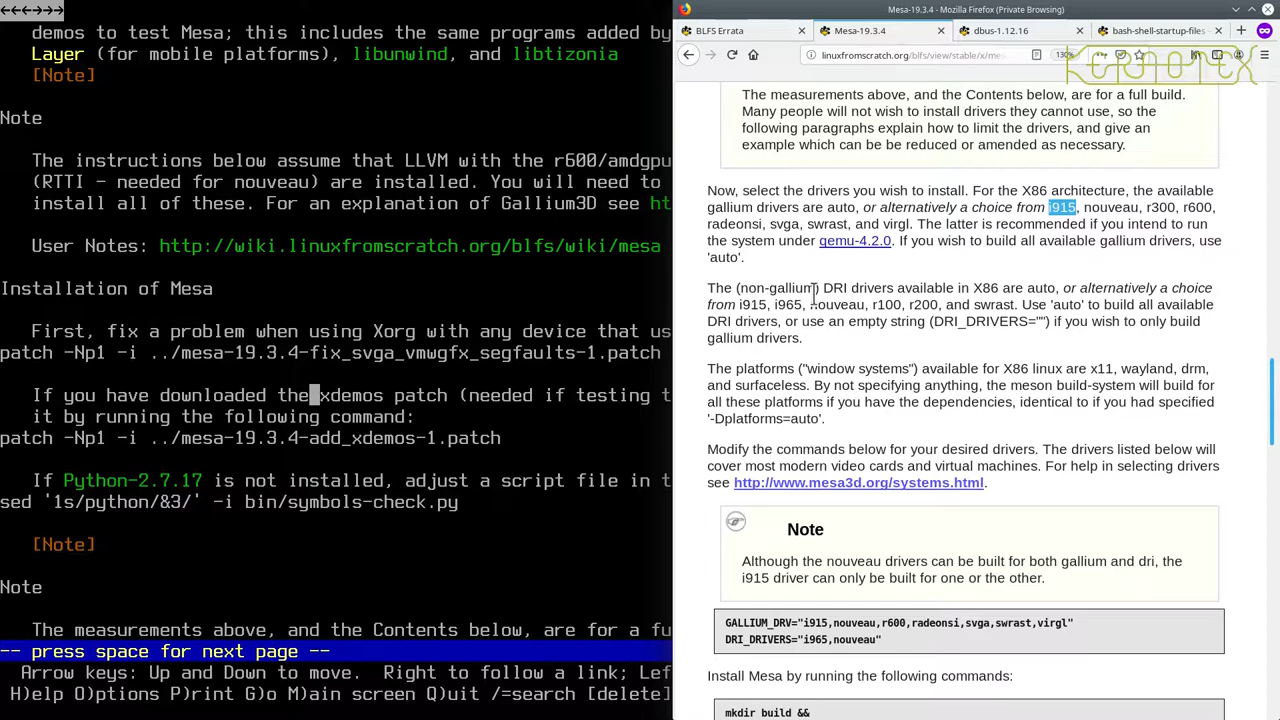 ←←←→→→
demos to test Mesa; this includes the same programs added by
Layer (for mobile platforms), libunwind, and libtizonia
[Note]
Note
The instructions below assume that LLVM with the r600/amdgpu
(RTTI - needed for nouveau) are installed. You will need to
install all of these. For an explanation of Gallium3D see ht
User Notes: http://wiki.linuxfromscratch.org/blfs/wiki/mesa
Installation of Mesa
First, fix a problem when using Xorg with any device that us
patch -Np1 -i ../mesa-19.3.4-fix_svga_vmwgfx_segfaults-1.patch
If you have downloaded the xdemos patch (needed if testing t
it by running the following command:
patch -Np1 -i ../mesa-19.3.4-add_xdemos-1.patch
If Python-2.7.17 is not installed, adjust a script file in t
sed '1s/python/&3/' -i bin/symbols-check.py
[Note]
Note
The measurements above, and the Contents below, are for a fu
-- press space for next page --
Arrow keys: Up and Down to move.  Right to follow a link; Lef
H)elp O)ptions P)rint G)o M)ain screen Q)uit /=search [delete]
Mesa-19.3.4 - Mozilla Firefox (Private Browsing)
BLFS Errata
Mesa-19.3.4
dbus-1.12.16
bash-shell-startup-files
linuxfromscratch.org/blfs/view/stable/x/mes
130%
KERNOTEX
The measurements above, and the Contents below, are for a full build.
Many people will not wish to install drivers they cannot use, so the
following paragraphs explain how to limit the drivers, and give an
example which can be be reduced or amended as necessary.
Now, select the drivers you wish to install. For the X86 architecture, the available
gallium drivers are auto, or alternatively a choice from i915, nouveau, r300, r600,
radeonsi, svga, swrast, and virgl. The latter is recommended if you intend to run
the system under qemu-4.2.0. If you wish to build all available gallium drivers, use
'auto'.
The (non-gallium) DRI drivers available in X86 are auto, or alternatively a choice
from i915, i965, nouveau, r100, r200, and swrast. Use 'auto' to build all available
DRI drivers, or use an empty string (DRI_DRIVERS="") if you wish to only build
gallium drivers.
The platforms ("window systems") available for X86 linux are x11, wayland, drm,
and surfaceless. By not specifying anything, the meson build-system will build for
all these platforms if you have the dependencies, identical to if you had specified
'-Dplatforms=auto'.
Modify the commands below for your desired drivers. The drivers listed below will
cover most modern video cards and virtual machines. For help in selecting drivers
see http://www.mesa3d.org/systems.html.
Note
Although the nouveau drivers can be built for both gallium and dri, the
i915 driver can only be built for one or the other.
GALLIUM_DRV="i915,nouveau,r600,radeonsi,svga,swrast,virgl"
DRI_DRIVERS="i965,nouveau"
Install Mesa by running the following commands:
mkdir build &&